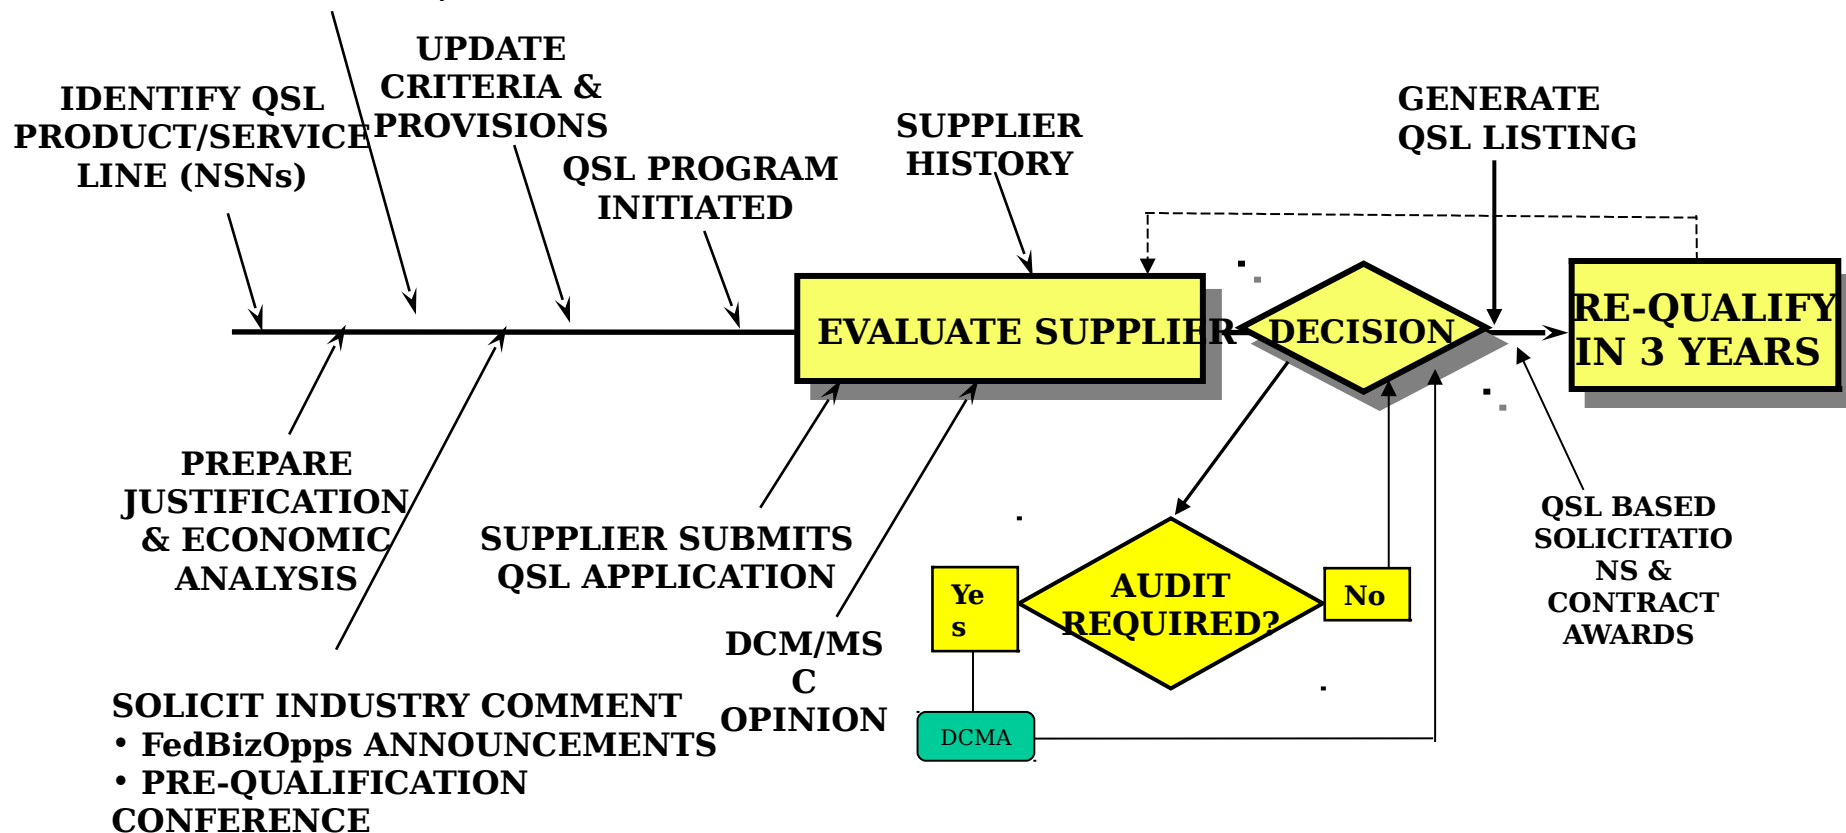 UPDATE
CRITERIA &
PROVISIONS
IDENTIFY QSL
PRODUCT/SERVICE
LINE (NSNs)
QSL PROGRAM
INITIATED
SUPPLIER
HISTORY
GENERATE
QSL LISTING
EVALUATE SUPPLIER
DECISION
RE-QUALIFY
IN 3 YEARS
PREPARE
JUSTIFICATION
& ECONOMIC
ANALYSIS
SUPPLIER SUBMITS
QSL APPLICATION
DCM/MS
C
OPINION
AUDIT
REQUIRED?
Ye
s
No
DCMA
QSL BASED
SOLICITATIO
NS &
CONTRACT
AWARDS
SOLICIT INDUSTRY COMMENT
• FedBizOpps ANNOUNCEMENTS
• PRE-QUALIFICATION
CONFERENCE